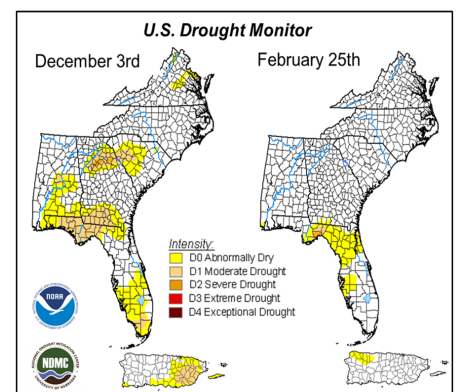 U.S. Drought Monitor
December 3rd
February 25th
Intensity:
D0 Abnormally Dry
D1 Moderate Drought
D2 Severe Drought
D3 Extreme Drought
D4 Exceptional Drought
NOAA
NDMC